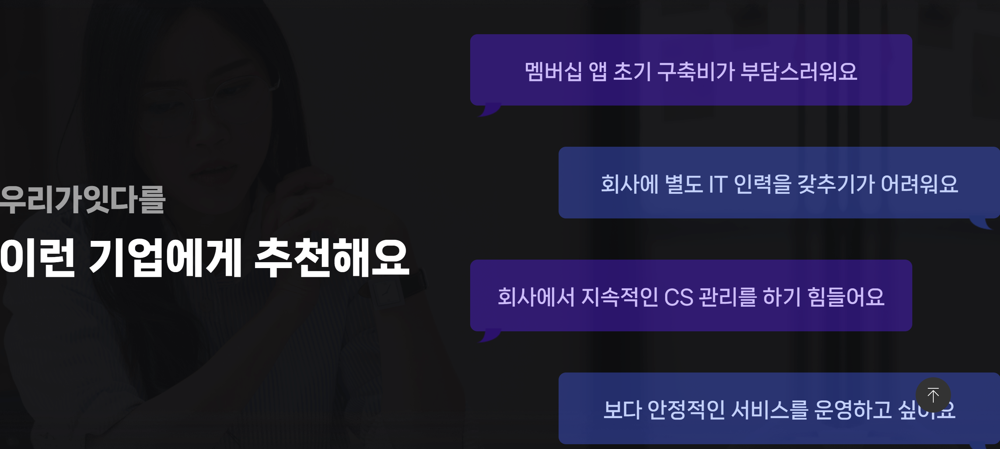 우리가잇다를
이런 기업에게 추천해요
멤버십 앱 초기 구축비가 부담스러워요
회사에 별도 IT 인력을 갖추기가 어려워요
회사에서 지속적인 CS 관리를 하기 힘들어요
보다 안정적인 서비스를 운영하고 싶어요